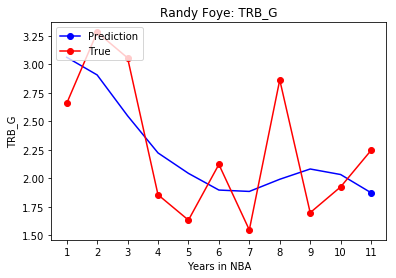 Randy Foye: TRB_G
Prediction
True
TRB_G
3.25
3.00
2.75
2.50
2.25
2.00
1.75
1.50
1 2 3 4 5 6 7 8 9 10 11
Years in NBA